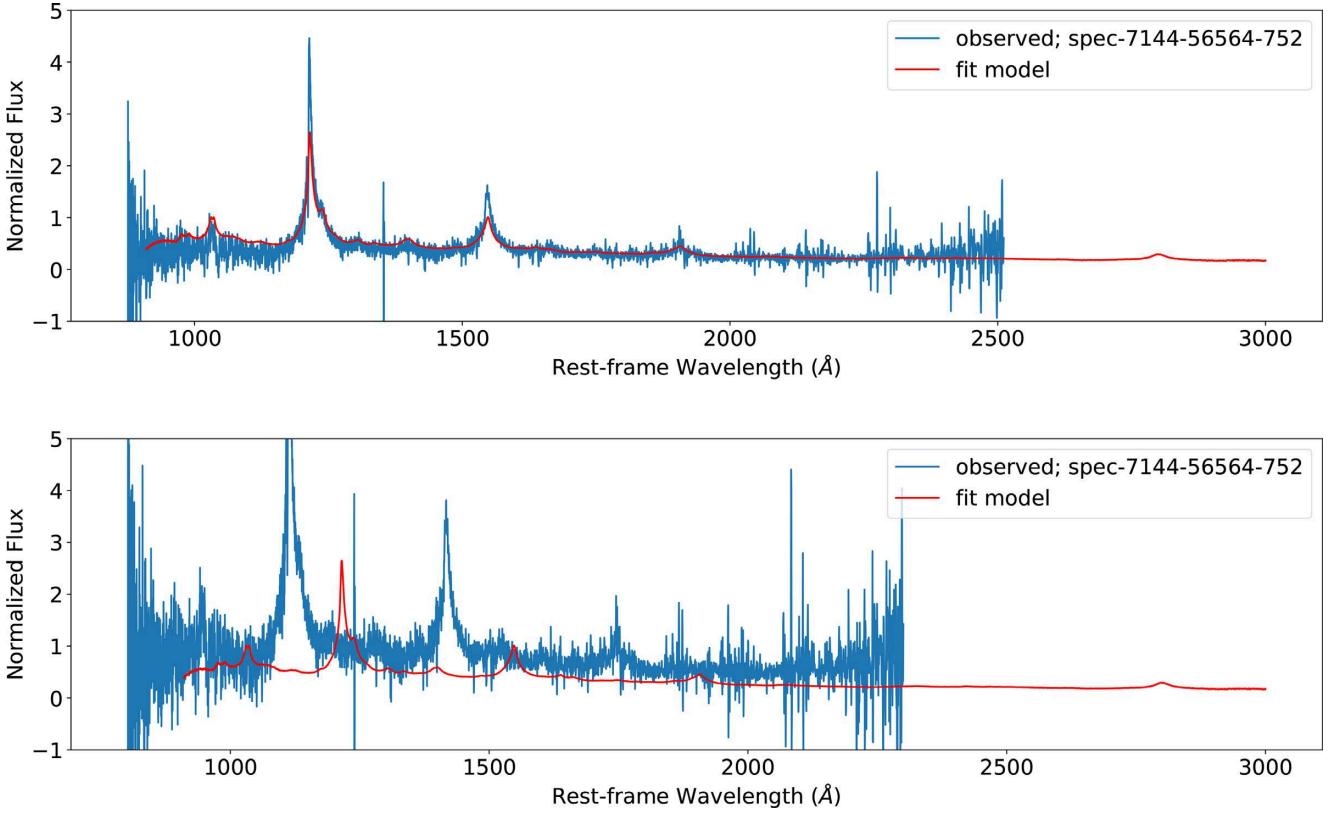 5
4
3
2
1
0
−1
Normalized Flux
observed; spec-7144-56564-752
fit model
1000 1500 2000 2500 3000
Rest-frame Wavelength (Å)
5
4
3
2
1
0
−1
Normalized Flux
observed; spec-7144-56564-752
fit model
1000 1500 2000 2500 3000
Rest-frame Wavelength (Å)